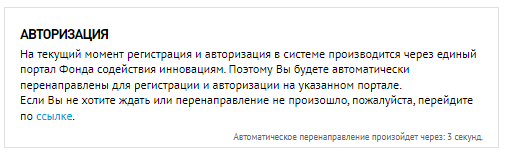 АВТОРИЗАЦИЯ
На текущий момент регистрация и авторизация в системе производится через единый
портал Фонда содействия инновациям. Поэтому Вы будете автоматически
перенаправлены для регистрации и авторизации на указанном портале.
Если Вы не хотите ждать или перенаправление не произошло, пожалуйста, перейдите
по ссылке.
Автоматическое перенаправление произойдет через: 3 секунд.